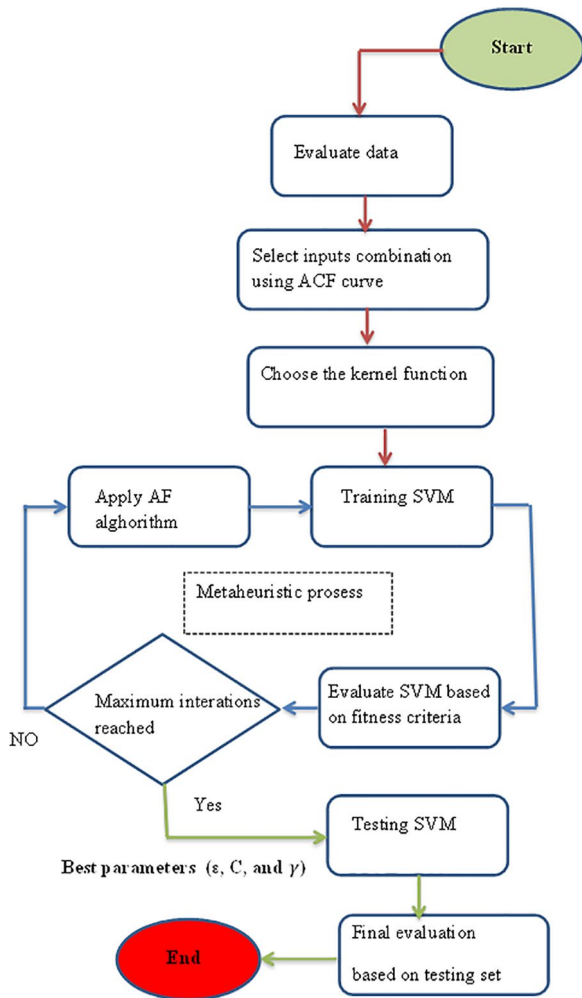 Start
Evaluate data
Select inputs combination
using ACF curve
Choose the kernel function
Apply AF
alghorithm
Training SVM
Metaheuristic prosess
Maximum interations
reached
Evaluate SVM based
on fitness criteria
NO
Yes
Testing SVM
Best parameters (ε, C, and γ)
Final evaluation
based on testing set
End